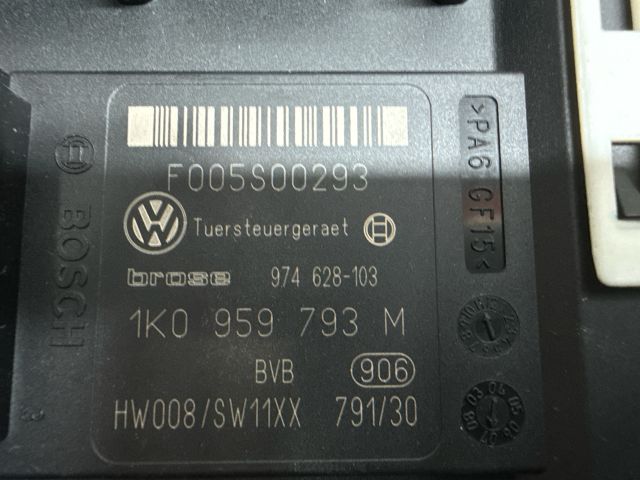 F005S00293
Tuersteuergeraet
brose 974 628-103
1K0 959 793 M
BVB 906
HW008/SW11XX 791/30
BOSCH
>PA6 GF15<